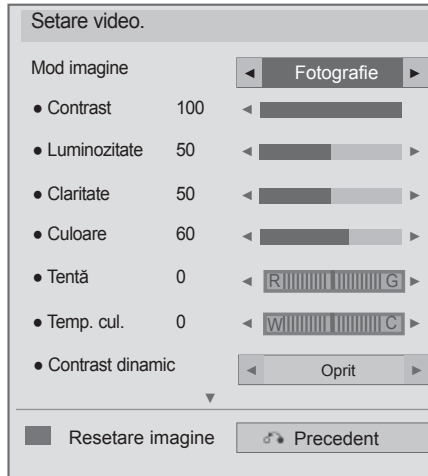 Setare video.
Mod imagine ◄ Fotografie ►
● Contrast 100 ◄
● Luminozitate 50 ◄ ►
● Claritate 50 ◄ ►
● Culoare 60 ◄ ►
● Tentă 0 ◄ R G ►
● Temp. cul. 0 ◄ W C ►
● Contrast dinamic ◄ Oprit ►
▼
Resetare imagine Precedent